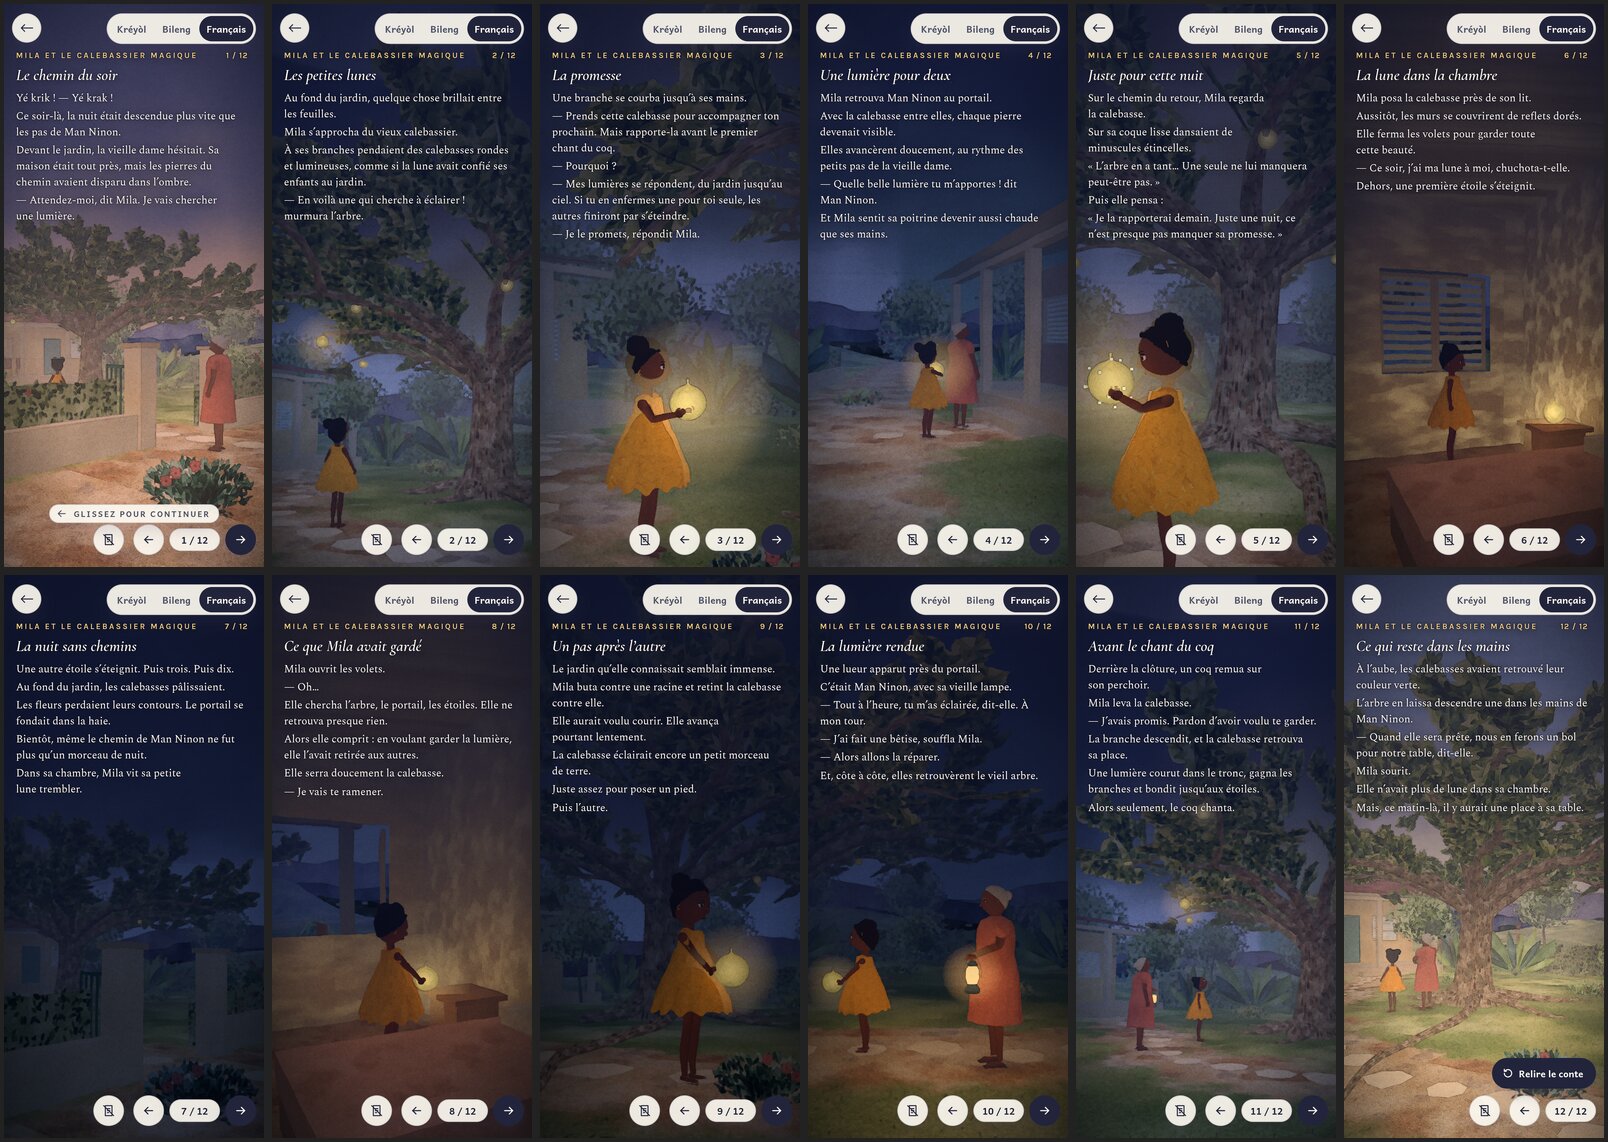 Kréyòl Bileng Français
MILA ET LE CALEBASSIER MAGIQUE 1 / 12
Le chemin du soir
Yé krik ! — Yé krak !
Ce soir-là, la nuit était descendue plus vite que
les pas de Man Ninon.
Devant le jardin, la vieille dame hésitait. Sa
maison était tout près, mais les pierres du
chemin avaient disparu dans l'ombre.
— Attendez-moi, dit Mila. Je vais chercher
une lumière.
← GLISSEZ POUR CONTINUER
1 / 12
Kréyòl Bileng Français
MILA ET LE CALEBASSIER MAGIQUE 2 / 12
Les petites lunes
Au fond du jardin, quelque chose brillait entre
les feuilles.
Mila s'approcha du vieux calebassier.
À ses branches pendaient des calebasses rondes
et lumineuses, comme si la lune avait confié ses
enfants au jardin.
— En voilà une qui cherche à éclairer !
murmura l'arbre.
2 / 12
Kréyòl Bileng Français
MILA ET LE CALEBASSIER MAGIQUE 3 / 12
La promesse
Une branche se courba jusqu'à ses mains.
— Prends cette calebasse pour accompagner ton
prochain. Mais rapporte-la avant le premier
chant du coq.
— Pourquoi ?
— Mes lumières se répondent, du jardin jusqu'au
ciel. Si tu en enfermes une pour toi seule, les
autres finiront par s'éteindre.
— Je le promets, répondit Mila.
3 / 12
Kréyòl Bileng Français
MILA ET LE CALEBASSIER MAGIQUE 4 / 12
Une lumière pour deux
Mila retrouva Man Ninon au portail.
Avec la calebasse entre elles, chaque pierre
devenait visible.
Elles avancèrent doucement, au rythme des
petits pas de la vieille dame.
— Quelle belle lumière tu m'apportes ! dit
Man Ninon.
Et Mila sentit sa poitrine devenir aussi chaude
que ses mains.
4 / 12
Kréyòl Bileng Français
MILA ET LE CALEBASSIER MAGIQUE 5 / 12
Juste pour cette nuit
Sur le chemin du retour, Mila regarda
la calebasse.
Sur sa coque lisse dansaient de
minuscules étincelles.
« L'arbre en a tant… Une seule ne lui manquera
peut-être pas. »
Puis elle pensa :
« Je la rapporterai demain. Juste une nuit, ce
n'est presque pas manquer sa promesse. »
5 / 12
Kréyòl Bileng Français
MILA ET LE CALEBASSIER MAGIQUE 6 / 12
La lune dans la chambre
Mila posa la calebasse près de son lit.
Aussitôt, les murs se couvrirent de reflets dorés.
Elle ferma les volets pour garder toute
cette beauté.
— Ce soir, j'ai ma lune à moi, chuchota-t-elle.
Dehors, une première étoile s'éteignit.
6 / 12
Kréyòl Bileng Français
MILA ET LE CALEBASSIER MAGIQUE 7 / 12
La nuit sans chemins
Une autre étoile s'éteignit. Puis trois. Puis dix.
Au fond du jardin, les calebasses pâlissaient.
Les fleurs perdaient leurs contours. Le portail se
fondait dans la haie.
Bientôt, même le chemin de Man Ninon ne fut
plus qu'un morceau de nuit.
Dans sa chambre, Mila vit sa petite
lune trembler.
7 / 12
Kréyòl Bileng Français
MILA ET LE CALEBASSIER MAGIQUE 8 / 12
Ce que Mila avait gardé
Mila ouvrit les volets.
— Oh…
Elle chercha l'arbre, le portail, les étoiles. Elle ne
retrouva presque rien.
Alors elle comprit : en voulant garder la lumière,
elle l'avait retirée aux autres.
Elle serra doucement la calebasse.
— Je vais te ramener.
8 / 12
Kréyòl Bileng Français
MILA ET LE CALEBASSIER MAGIQUE 9 / 12
Un pas après l'autre
Le jardin qu'elle connaissait semblait immense.
Mila buta contre une racine et retint la calebasse
contre elle.
Elle aurait voulu courir. Elle avança
pourtant lentement.
La calebasse éclairait encore un petit morceau
de terre.
Juste assez pour poser un pied.
Puis l'autre.
9 / 12
Kréyòl Bileng Français
MILA ET LE CALEBASSIER MAGIQUE 10 / 12
La lumière rendue
Une lueur apparut près du portail.
C'était Man Ninon, avec sa vieille lampe.
— Tout à l'heure, tu m'as éclairée, dit-elle. À
mon tour.
— J'ai fait une bêtise, souffla Mila.
— Alors allons la réparer.
Et, côte à côte, elles retrouvèrent le vieil arbre.
10 / 12
Kréyòl Bileng Français
MILA ET LE CALEBASSIER MAGIQUE 11 / 12
Avant le chant du coq
Derrière la clôture, un coq remua sur
son perchoir.
Mila leva la calebasse.
— J'avais promis. Pardon d'avoir voulu te garder.
La branche descendit, et la calebasse retrouva
sa place.
Une lumière courut dans le tronc, gagna les
branches et bondit jusqu'aux étoiles.
Alors seulement, le coq chanta.
11 / 12
Kréyòl Bileng Français
MILA ET LE CALEBASSIER MAGIQUE 12 / 12
Ce qui reste dans les mains
À l'aube, les calebasses avaient retrouvé leur
couleur verte.
L'arbre en laissa descendre une dans les mains de
Man Ninon.
— Quand elle sera prête, nous en ferons un bol
pour notre table, dit-elle.
Mila sourit.
Elle n'avait plus de lune dans sa chambre.
Mais, ce matin-là, il y aurait une place à sa table.
Relire le conte
12 / 12